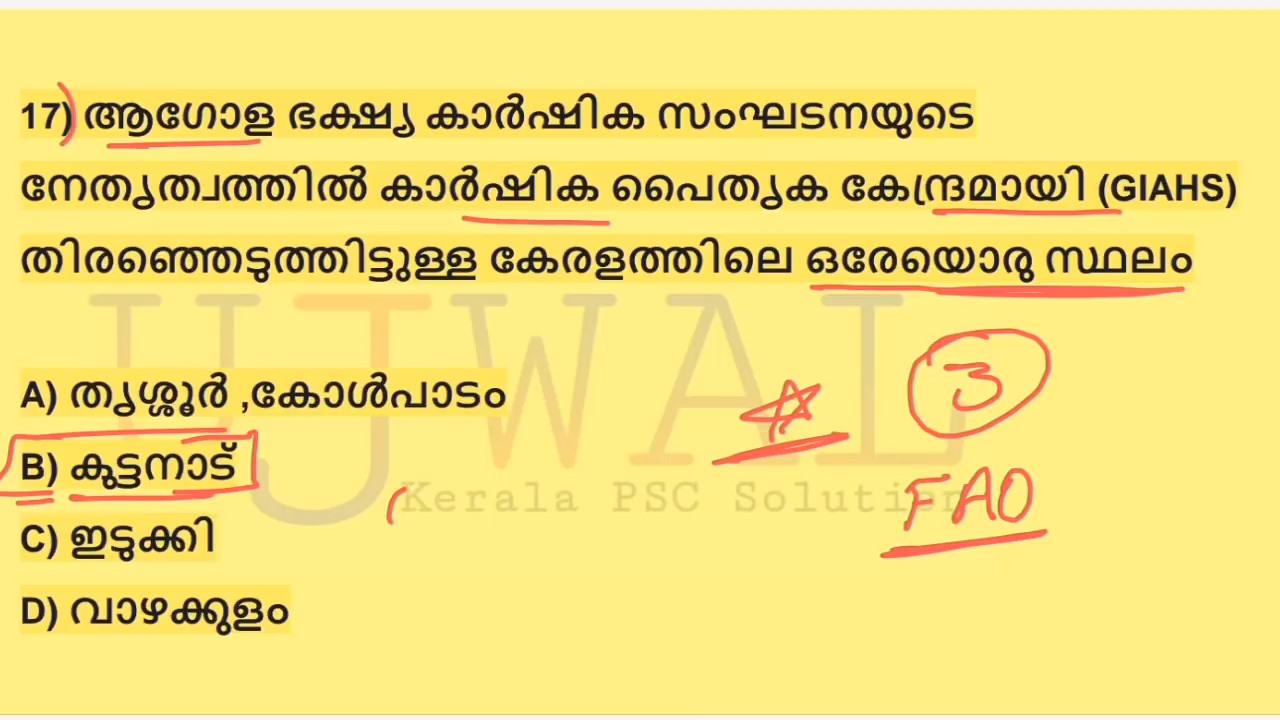 17) ആഗോള ഭക്ഷ്യ കാർഷിക സംഘടനയുടെ
നേതൃത്വത്തിൽ കാർഷിക പൈതൃക കേന്ദ്രമായി (GIAHS)
തിരഞ്ഞെടുത്തിട്ടുള്ള കേരളത്തിലെ ഒരേയൊരു സ്ഥലം
UJWAL
3
A) തൃശ്ശൂർ ,കോൾപാടം
B) കുട്ടനാട്
Kerala PSC Solution
FAO
C) ഇടുക്കി
D) വാഴക്കുളം